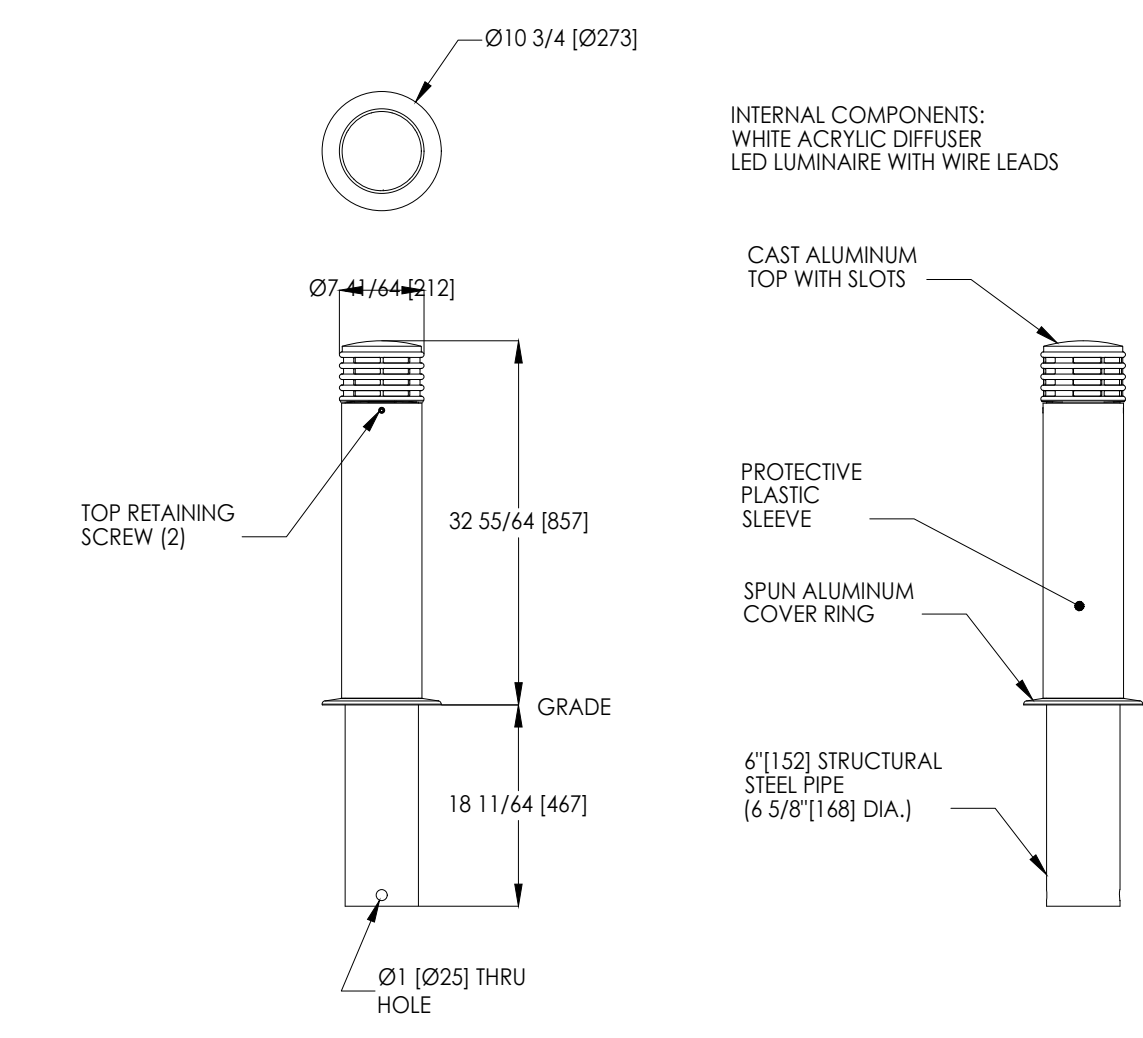 Ø10 3/4 [Ø273]
INTERNAL COMPONENTS:
WHITE ACRYLIC DIFFUSER
LED LUMINAIRE WITH WIRE LEADS
CAST ALUMINUM
TOP WITH SLOTS
Ø7 41/64 [212]
TOP RETAINING
SCREW (2)
32 55/64 [857]
PROTECTIVE
PLASTIC
SLEEVE
SPUN ALUMINUM
COVER RING
GRADE
18 11/64 [467]
6"[152] STRUCTURAL
STEEL PIPE
(6 5/8"[168] DIA.)
Ø1 [Ø25] THRU
HOLE